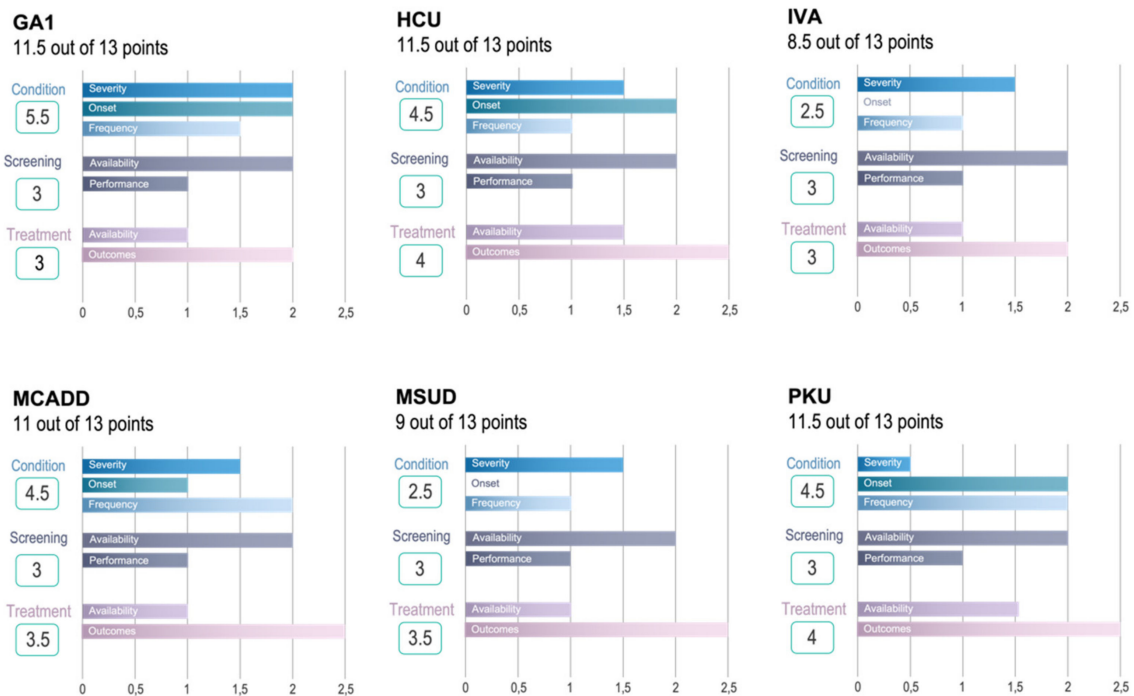 GA1
11.5 out of 13 points
Condition
5.5
Severity
Onset
Frequency
Screening
3
Availability
Performance
Treatment
3
Availability
Outcomes
0 0,5 1 1,5 2 2,5
HCU
11.5 out of 13 points
Condition
4.5
Severity
Onset
Frequency
Screening
3
Availability
Performance
Treatment
4
Availability
Outcomes
0 0,5 1 1,5 2 2,5
IVA
8.5 out of 13 points
Condition
2.5
Severity
Onset
Frequency
Screening
3
Availability
Performance
Treatment
3
Availability
Outcomes
0 0,5 1 1,5 2 2,5
MCADD
11 out of 13 points
Condition
4.5
Severity
Onset
Frequency
Screening
3
Availability
Performance
Treatment
3.5
Availability
Outcomes
0 0,5 1 1,5 2 2,5
MSUD
9 out of 13 points
Condition
2.5
Severity
Onset
Frequency
Screening
3
Availability
Performance
Treatment
3.5
Availability
Outcomes
0 0,5 1 1,5 2 2,5
PKU
11.5 out of 13 points
Condition
4.5
Severity
Onset
Frequency
Screening
3
Availability
Performance
Treatment
4
Availability
Outcomes
0 0,5 1 1,5 2 2,5